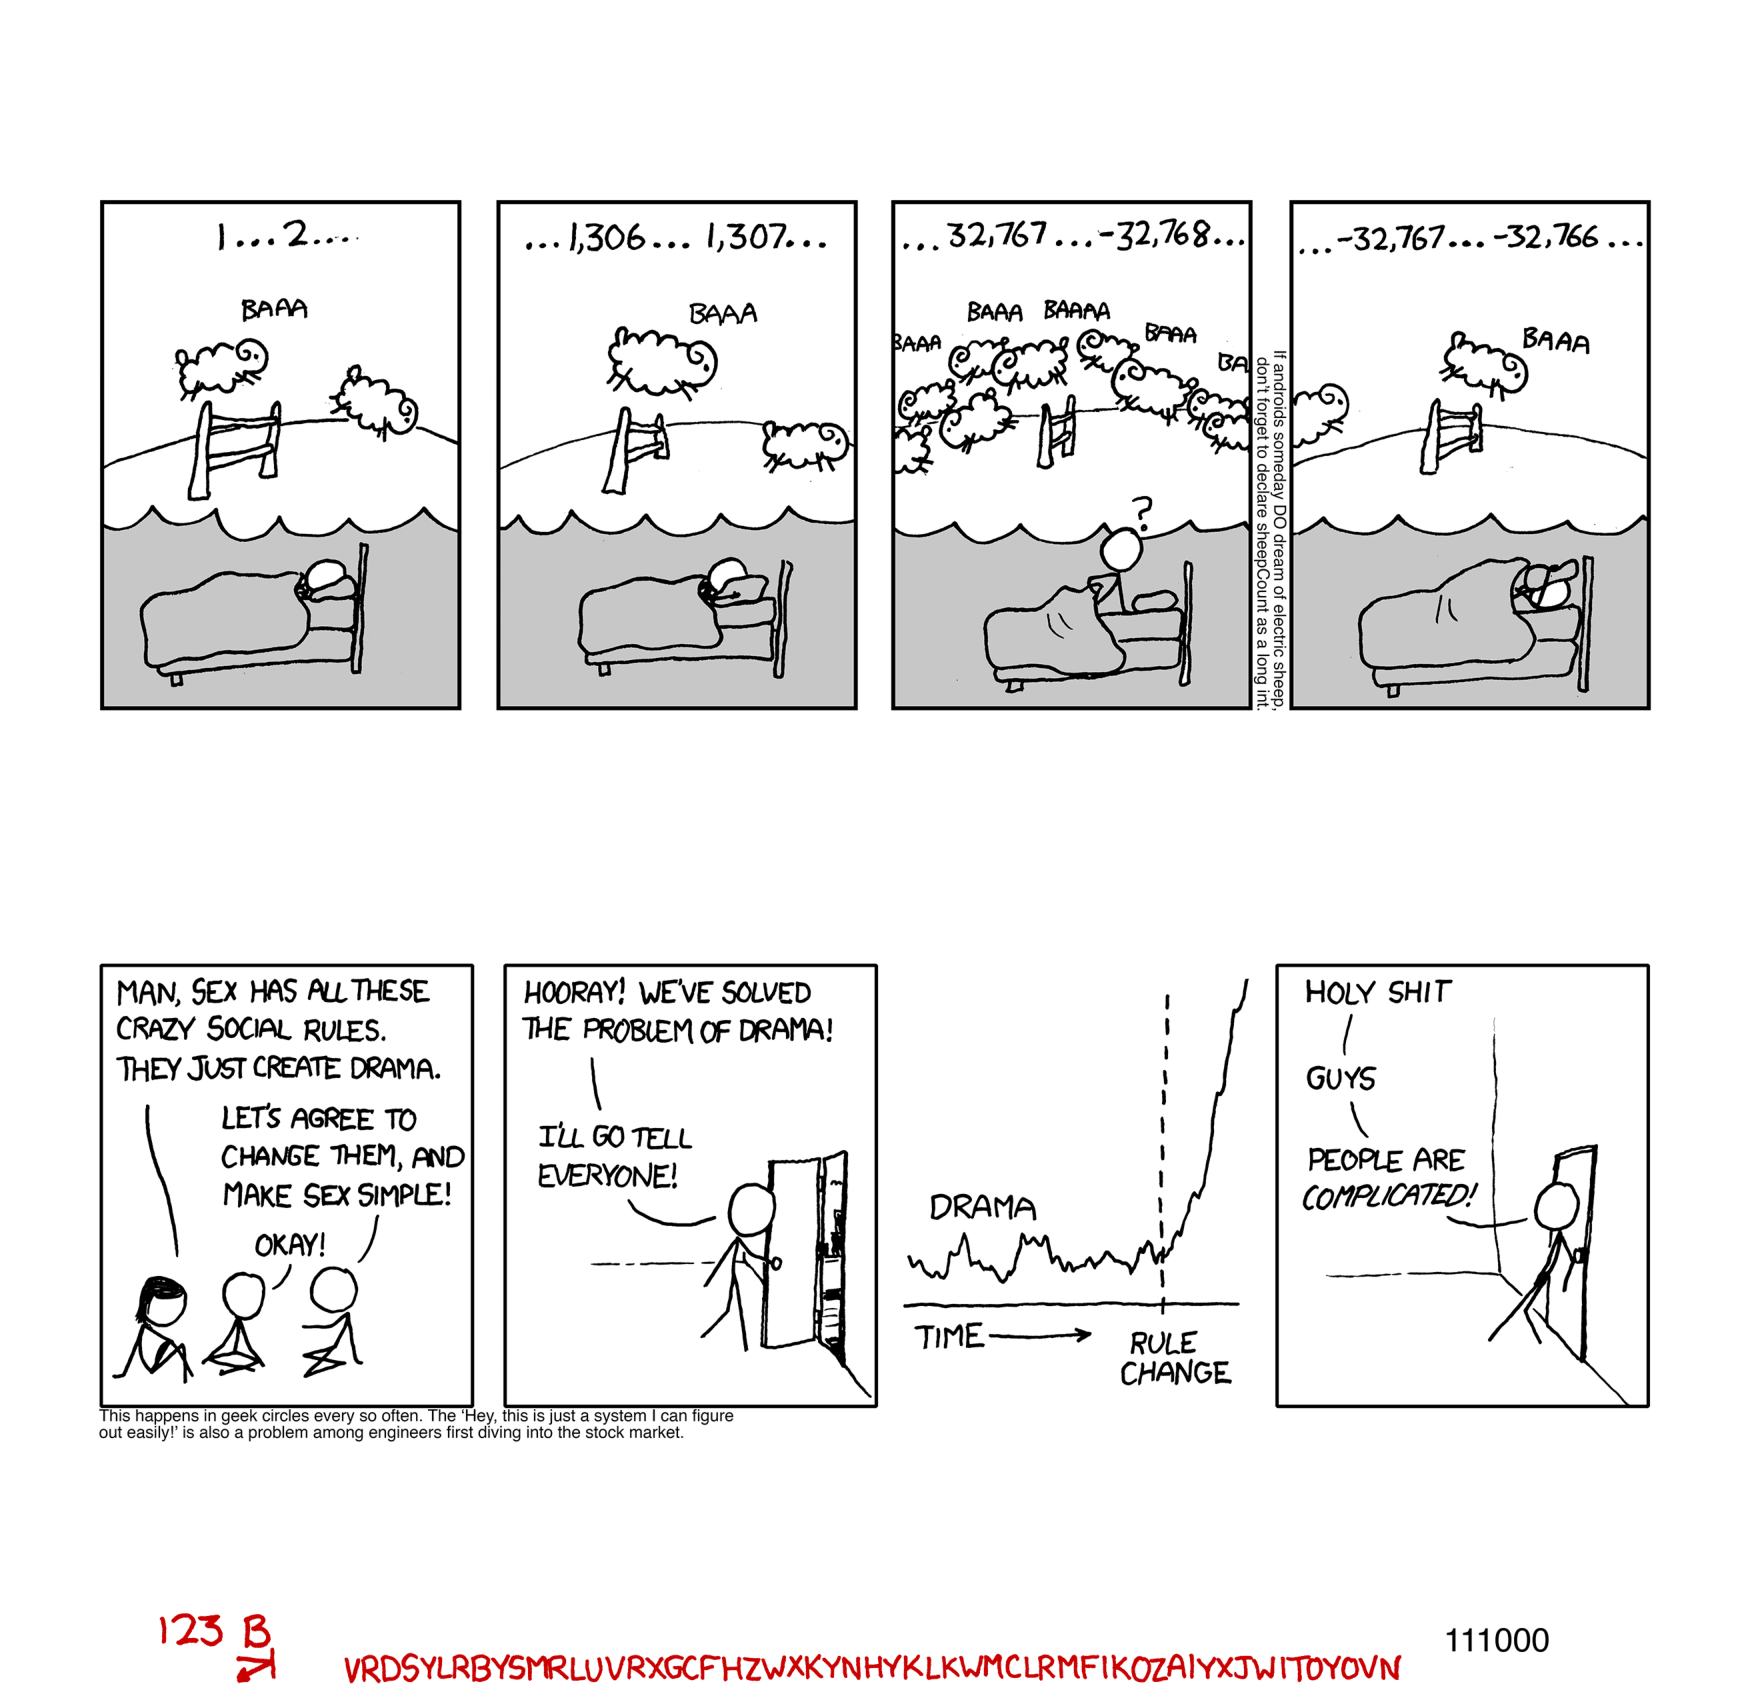 1...2....
...1,306... 1,307...
...32,767...-32,768...
...-32,767...-32,766...
BAAA
BAAA
BAAA
BAAA
BAAAA
BAAA
BA
BAAA
?
If androids someday DO dream of electric sheep,
don't forget to declare sheepCount as a long int.
MAN, SEX HAS ALL THESE
CRAZY SOCIAL RULES.
THEY JUST CREATE DRAMA.
LET'S AGREE TO
CHANGE THEM, AND
MAKE SEX SIMPLE!
OKAY!
HOORAY! WE'VE SOLVED
THE PROBLEM OF DRAMA!
I'LL GO TELL
EVERYONE!
DRAMA
TIME
RULE
CHANGE
HOLY SHIT
GUYS
PEOPLE ARE
COMPLICATED!
This happens in geek circles every so often. The 'Hey, this is just a system I can figure
out easily!' is also a problem among engineers first diving into the stock market.
123 B
VRDSYLRBYSMRLUVRXGCFHZWXKYNHYKLKWMCLRMFIKOZAIYXJWITOYOVN
111000